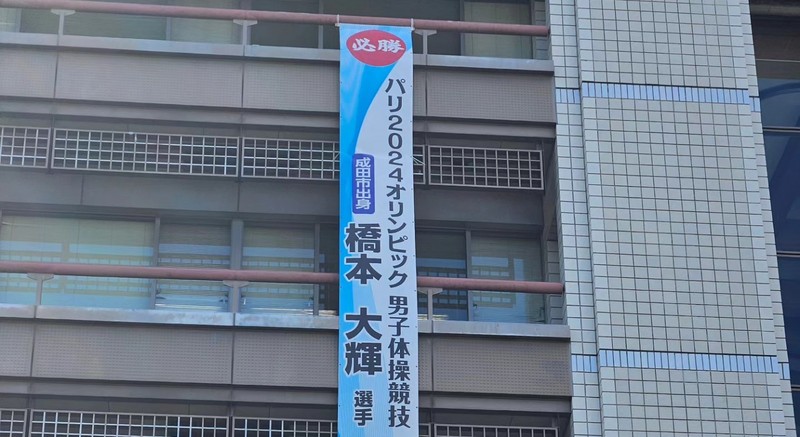 必勝
パリ2024オリンピック 男子体操競技
成田市出身
橋本 大輝 選手